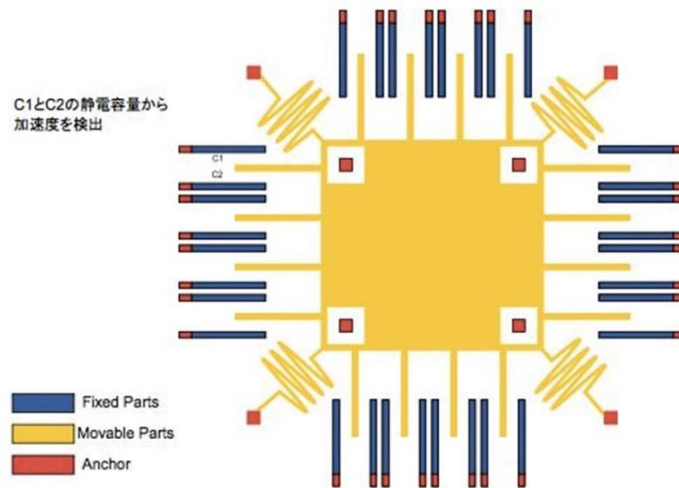 C1とC2の静電容量から
加速度を検出
C1
C2
Fixed Parts
Movable Parts
Anchor